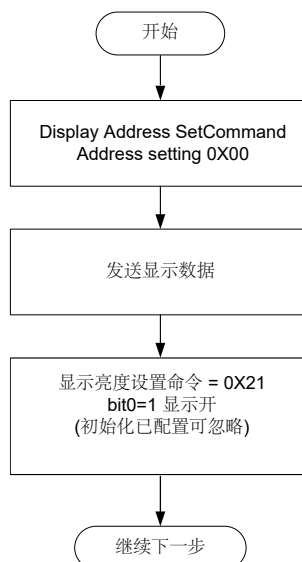 开始
Display Address SetCommand
Address setting 0X00
发送显示数据
显示亮度设置命令 = 0X21
bit0=1 显示开
(初始化已配置可忽略)
继续下一步